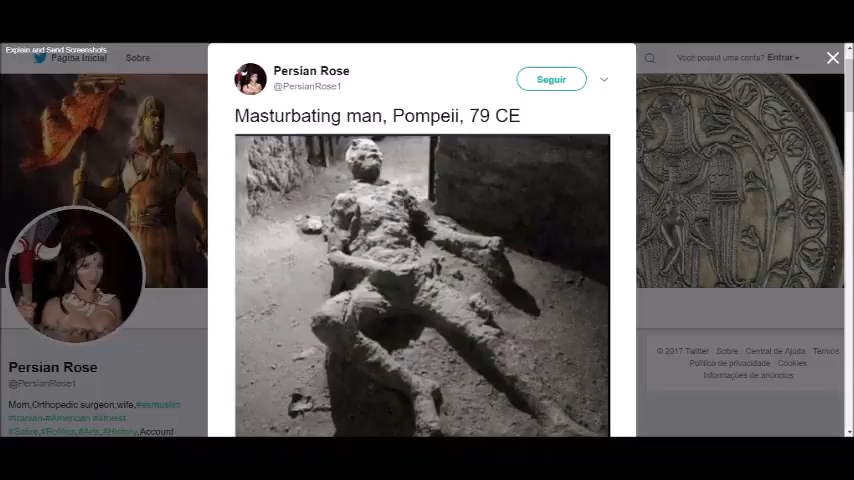 Explain and Send Screenshots
Página Inicial Sobre
Você possui uma conta? Entrar
Persian Rose
@PersianRose1
Seguir
Masturbating man, Pompeii, 79 CE
Persian Rose
@PersianRose1
Mom,Orthopedic surgeon,wife,#exmuslim
#Iranian-#American #atheist
#Satire,#Politics,#Arts,#History,Account
© 2017 Twitter Sobre Central de Ajuda Termos
Política de privacidade Cookies
Informações de anúncios